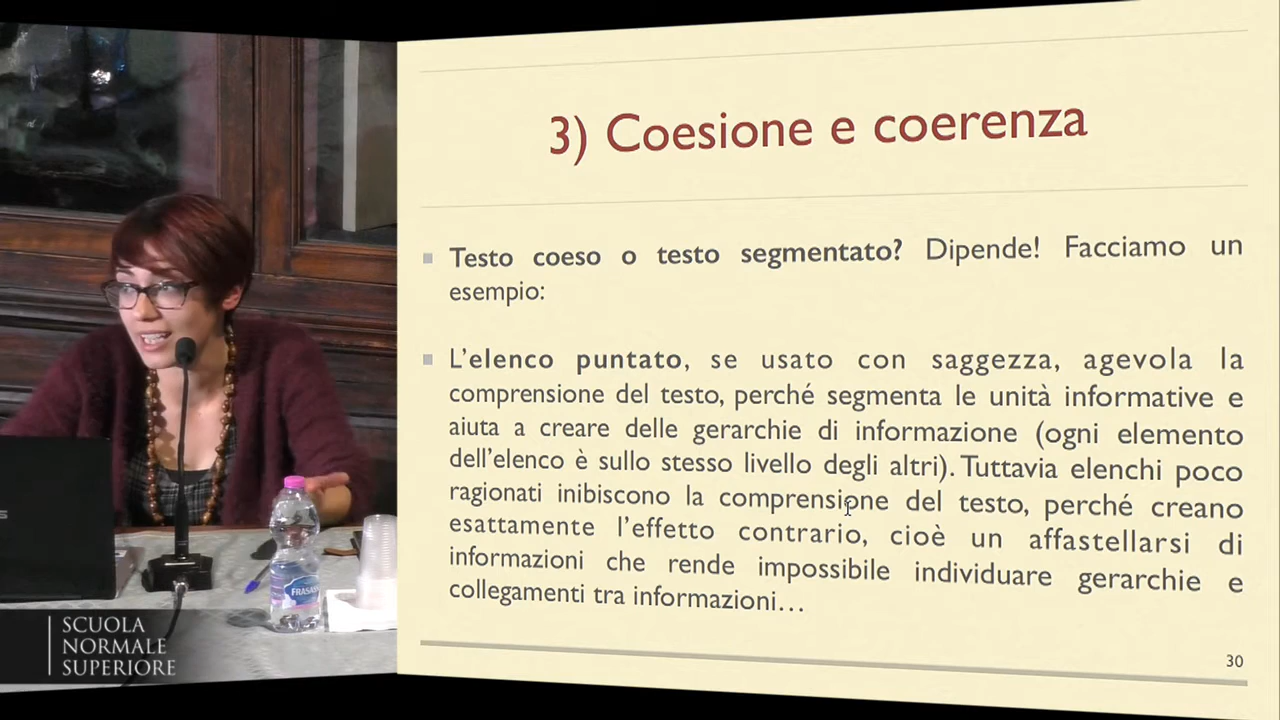 3) Coesione e coerenza
Testo coeso o testo segmentato? Dipende! Facciamo un
esempio:
L’elenco puntato, se usato con saggezza, agevola la
comprensione del testo, perché segmenta le unità informative e
aiuta a creare delle gerarchie di informazione (ogni elemento
dell’elenco è sullo stesso livello degli altri). Tuttavia elenchi poco
ragionati inibiscono la comprensione del testo, perché creano
esattamente l’effetto contrario, cioè un affastellarsi di
informazioni che rende impossibile individuare gerarchie e
collegamenti tra informazioni…
30
SCUOLA
NORMALE
SUPERIORE